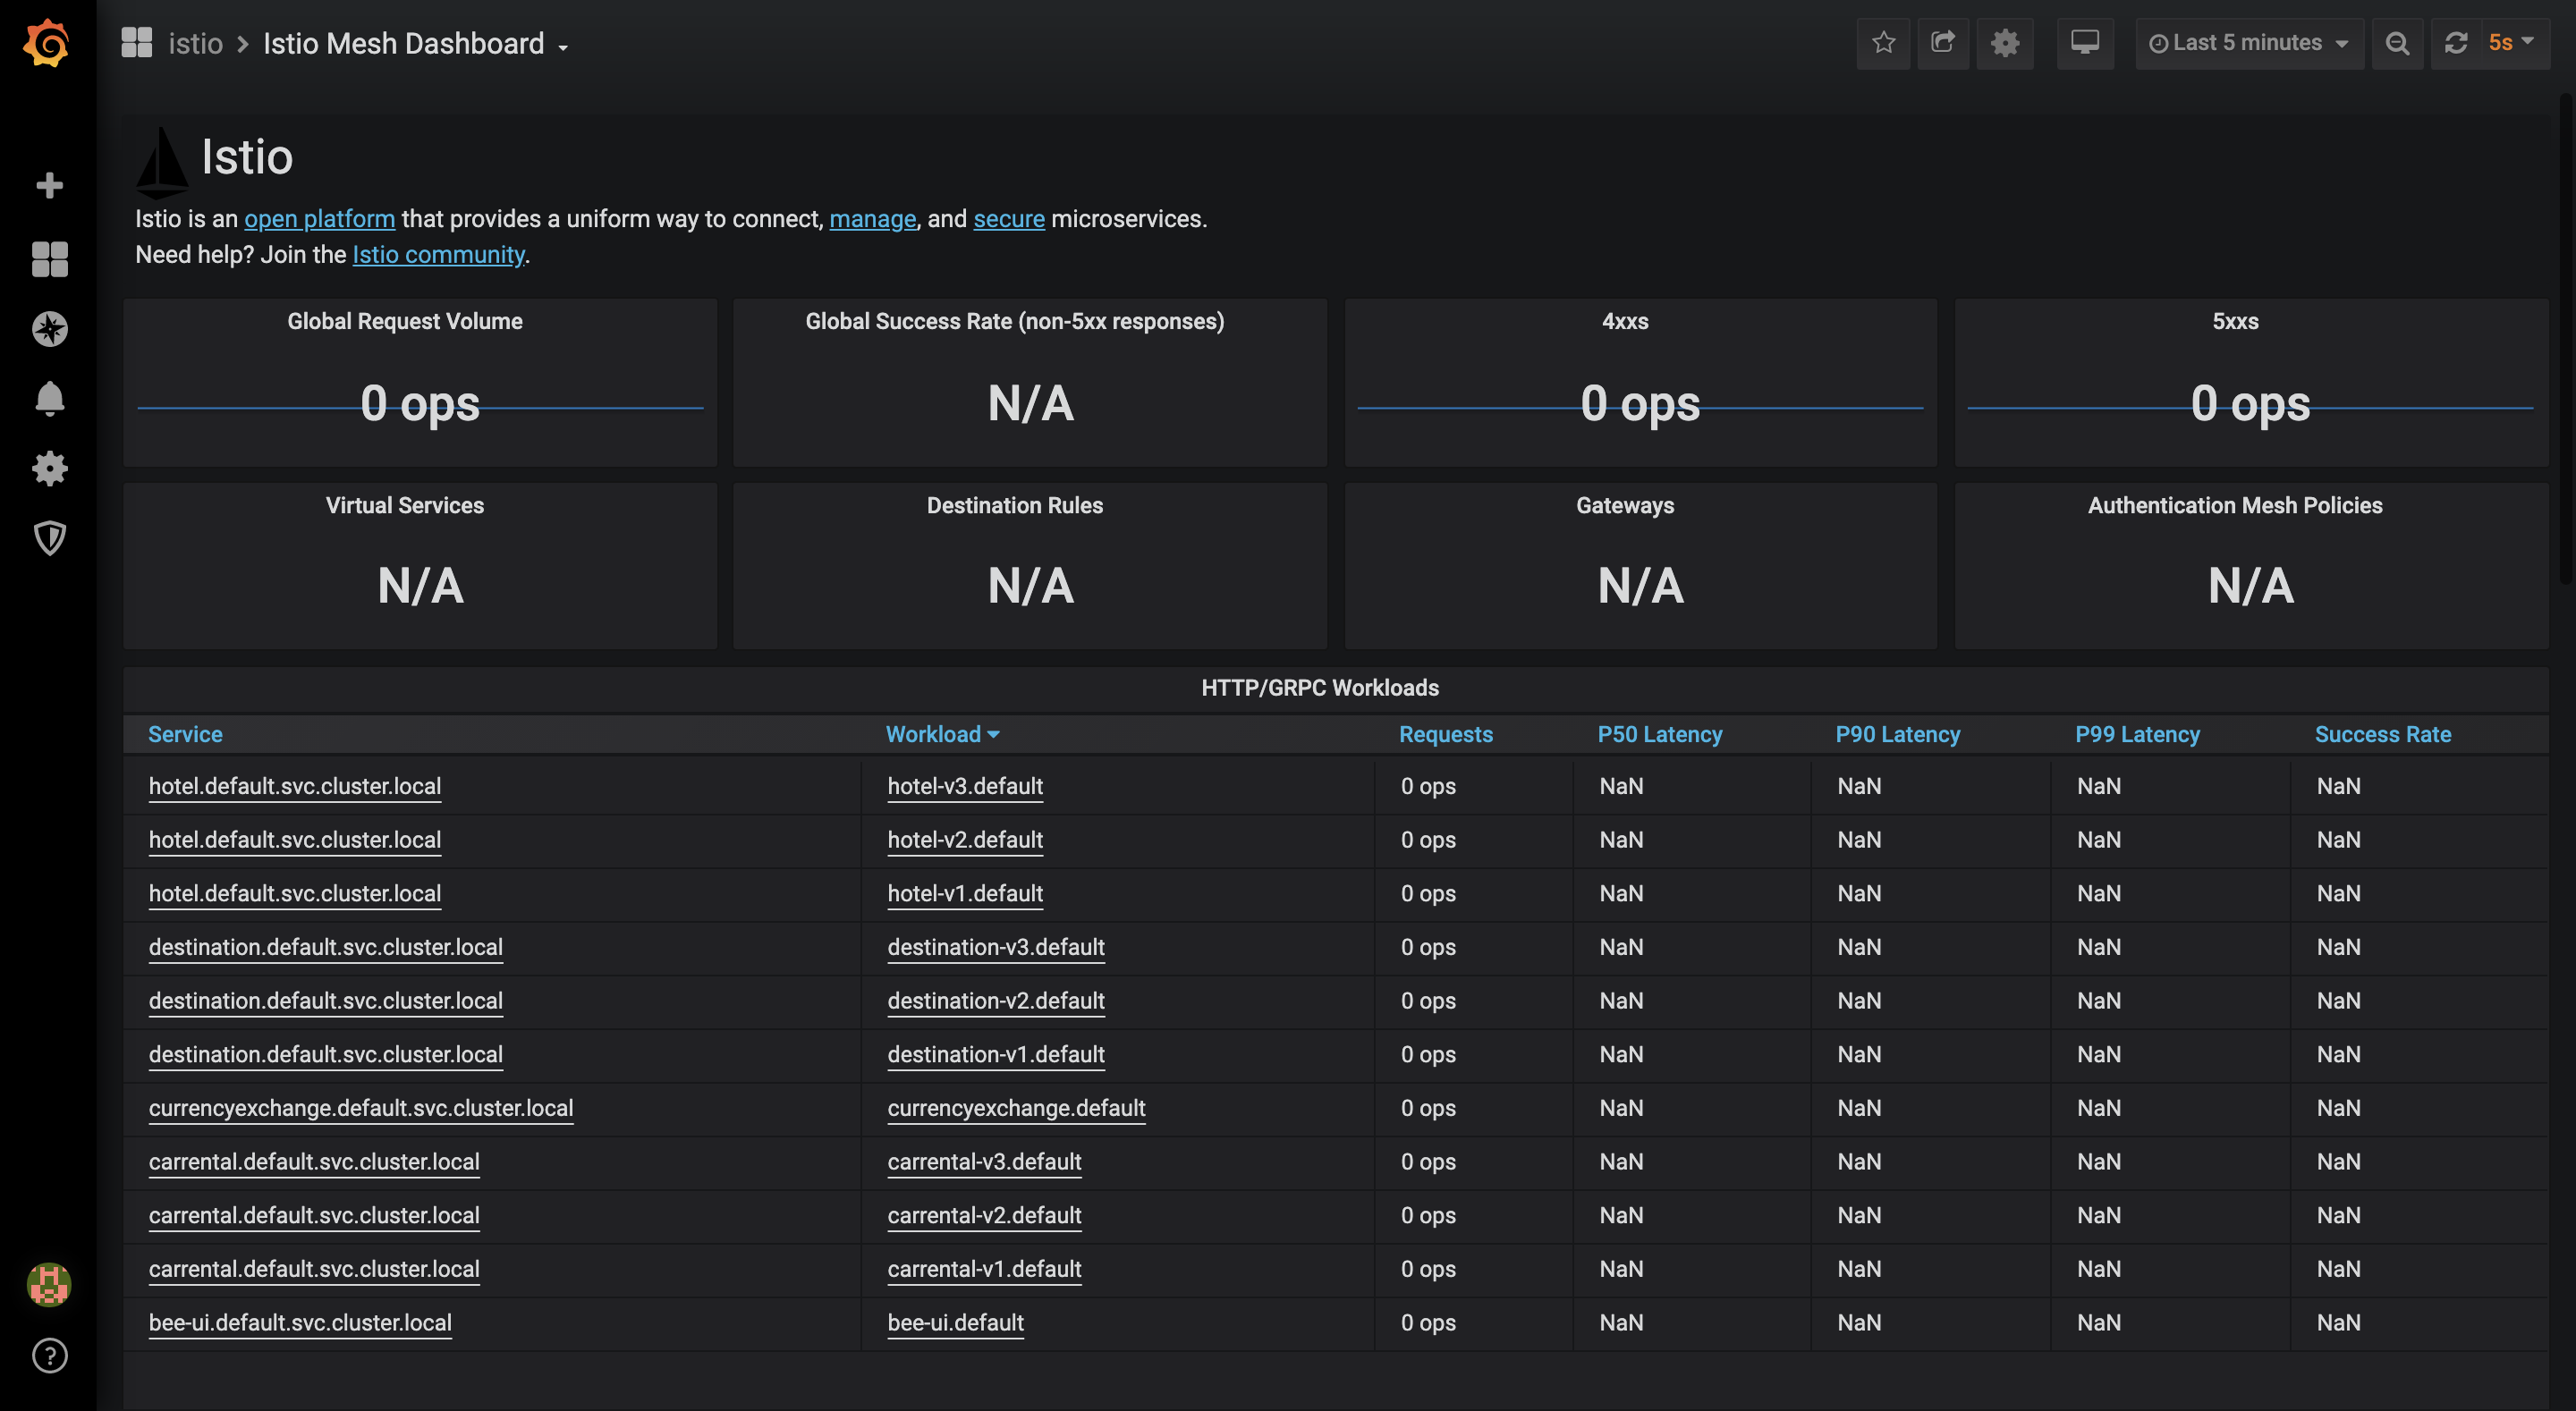 istio > Istio Mesh Dashboard
Last 5 minutes
5s
Istio
Istio is an open platform that provides a uniform way to connect, manage, and secure microservices.
Need help? Join the Istio community.
Global Request Volume
0 ops
Global Success Rate (non-5xx responses)
N/A
4xxs
0 ops
5xxs
0 ops
Virtual Services
N/A
Destination Rules
N/A
Gateways
N/A
Authentication Mesh Policies
N/A
HTTP/GRPC Workloads
Service Workload Requests P50 Latency P90 Latency P99 Latency Success Rate
hotel.default.svc.cluster.local hotel-v3.default 0 ops NaN NaN NaN NaN
hotel.default.svc.cluster.local hotel-v2.default 0 ops NaN NaN NaN NaN
hotel.default.svc.cluster.local hotel-v1.default 0 ops NaN NaN NaN NaN
destination.default.svc.cluster.local destination-v3.default 0 ops NaN NaN NaN NaN
destination.default.svc.cluster.local destination-v2.default 0 ops NaN NaN NaN NaN
destination.default.svc.cluster.local destination-v1.default 0 ops NaN NaN NaN NaN
currencyexchange.default.svc.cluster.local currencyexchange.default 0 ops NaN NaN NaN NaN
carrental.default.svc.cluster.local carrental-v3.default 0 ops NaN NaN NaN NaN
carrental.default.svc.cluster.local carrental-v2.default 0 ops NaN NaN NaN NaN
carrental.default.svc.cluster.local carrental-v1.default 0 ops NaN NaN NaN NaN
bee-ui.default.svc.cluster.local bee-ui.default 0 ops NaN NaN NaN NaN